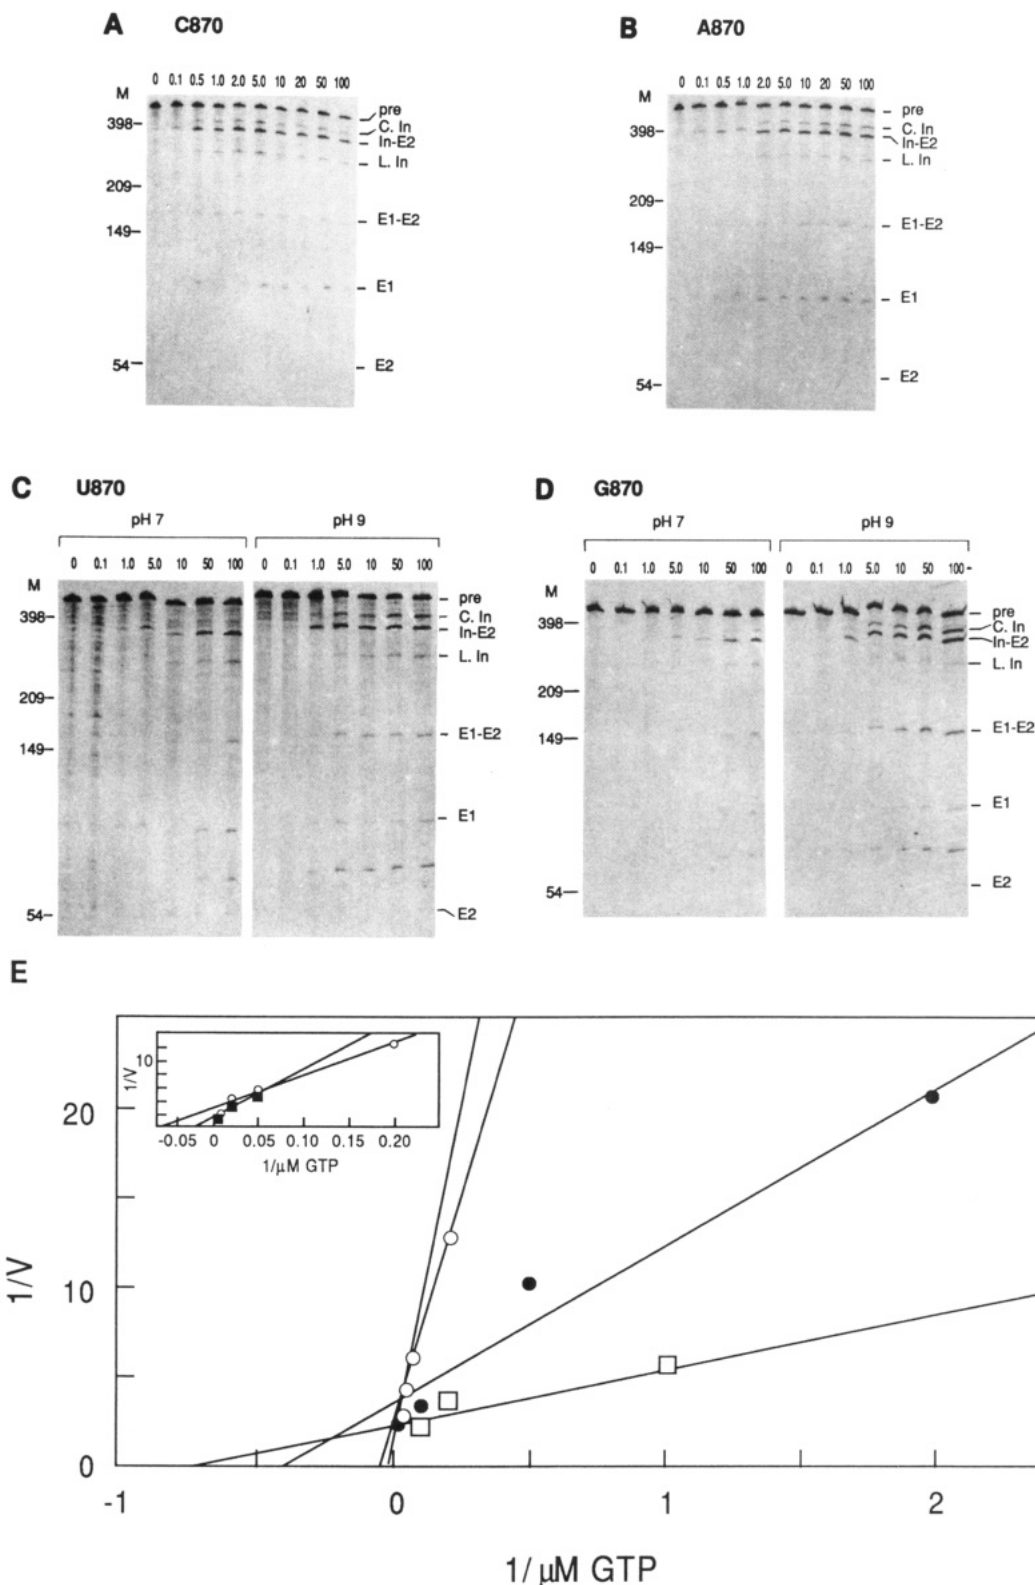 A C870
0 0.1 0.5 1.0 2.0 5.0 10 20 50 100
M
398
209
149
54
pre
C. In
In-E2
L. In
E1-E2
E1
E2
B A870
0 0.1 0.5 1.0 2.0 5.0 10 20 50 100
M
398
209
149
54
pre
C. In
In-E2
L. In
E1-E2
E1
E2
C U870
pH 7 pH 9
0 0.1 1.0 5.0 10 50 100 0 0.1 1.0 5.0 10 50 100
M
398
209
149
54
pre
C. In
In-E2
L. In
E1-E2
E1
E2
D G870
pH 7 pH 9
0 0.1 1.0 5.0 10 50 100 0 0.1 1.0 5.0 10 50 100
M
398
209
149
54
pre
C. In
In-E2
L. In
E1-E2
E1
E2
E
1/V
20
10
0
-1 0 1 2
1/μM GTP
1/V
10
-0.05 0 0.05 0.10 0.15 0.20
1/μM GTP